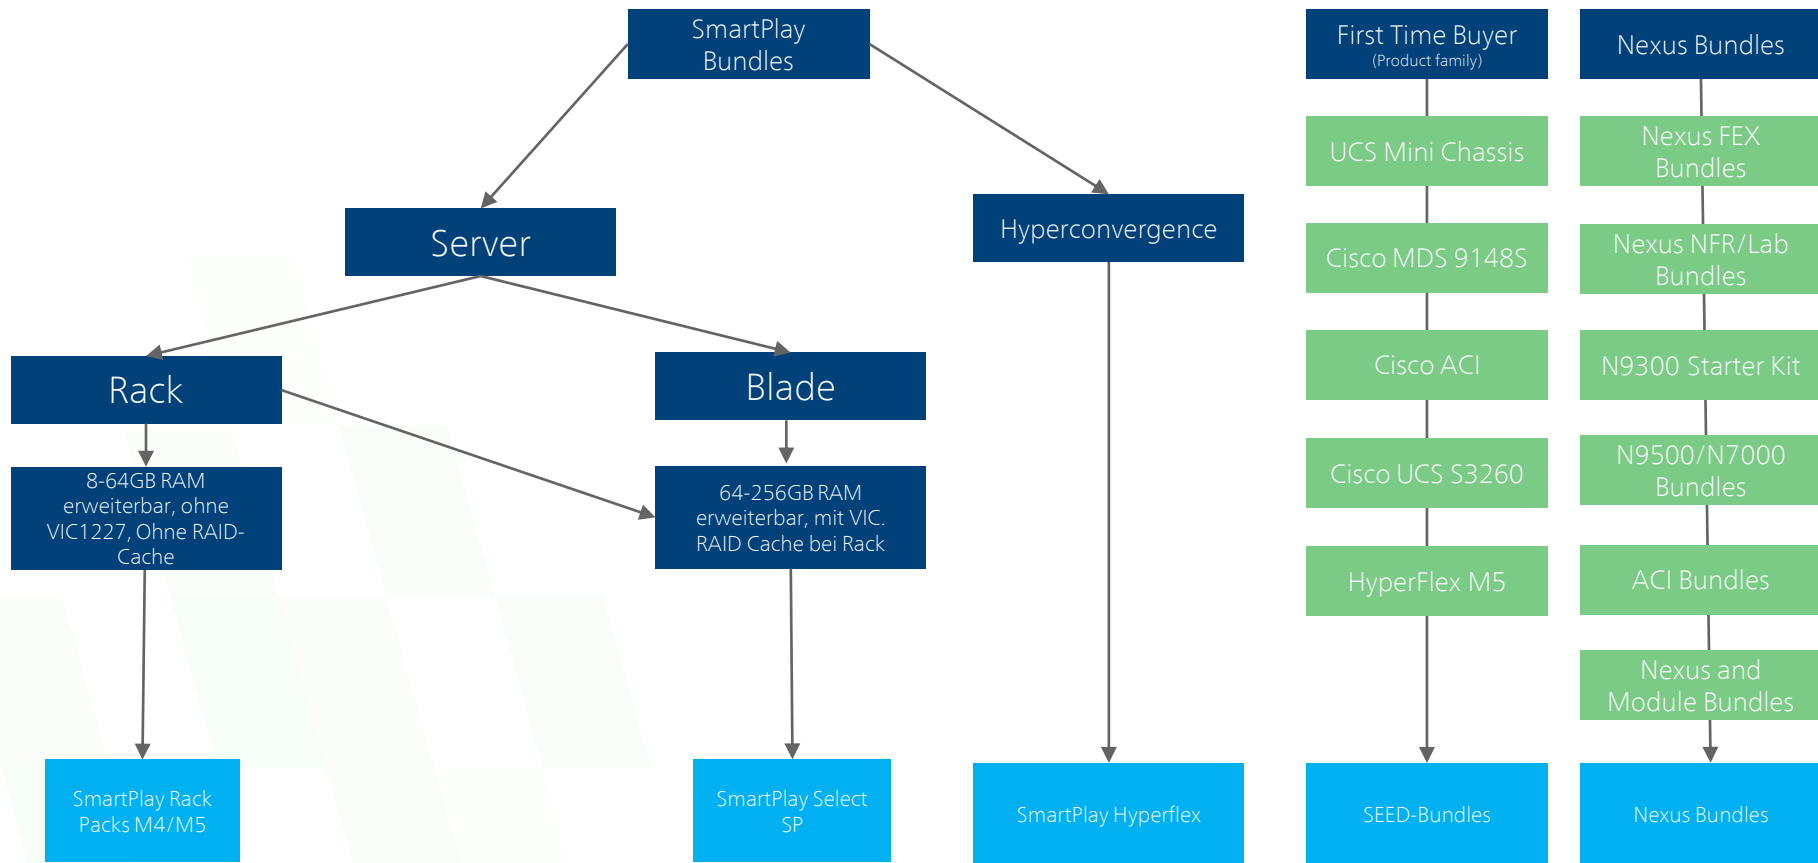 SmartPlay
Bundles
First Time Buyer
(Product family)
Nexus Bundles
UCS Mini Chassis
Nexus FEX
Bundles
Server
Hyperconvergence
Cisco MDS 9148S
Nexus NFR/Lab
Bundles
Rack
Blade
Cisco ACI
N9300 Starter Kit
8-64GB RAM
erweiterbar, ohne
VIC1227, Ohne RAID-
Cache
64-256GB RAM
erweiterbar, mit VIC.
RAID Cache bei Rack
Cisco UCS S3260
N9500/N7000
Bundles
HyperFlex M5
ACI Bundles
Nexus and
Module Bundles
SmartPlay Rack
Packs M4/M5
SmartPlay Select
SP
SmartPlay Hyperflex
SEED-Bundles
Nexus Bundles